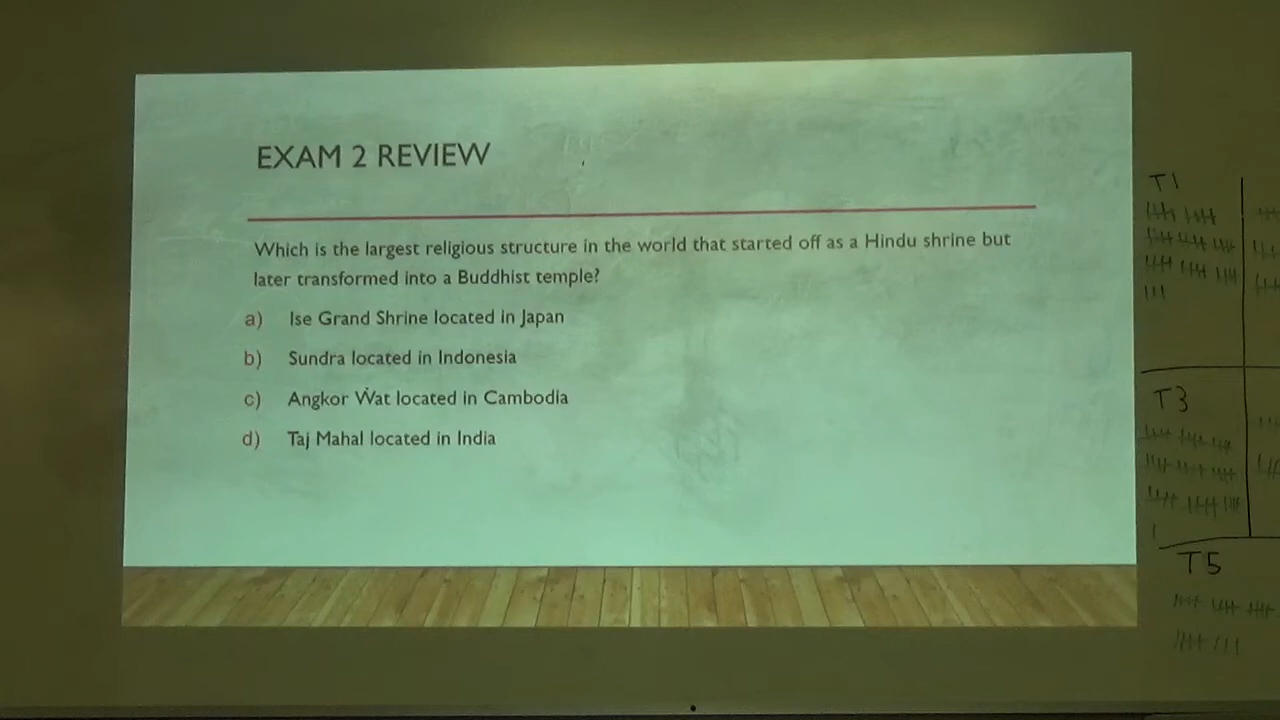 EXAM 2 REVIEW
Which is the largest religious structure in the world that started off as a Hindu shrine but
later transformed into a Buddhist temple?
a) Ise Grand Shrine located in Japan
b) Sundra located in Indonesia
c) Angkor Wat located in Cambodia
d) Taj Mahal located in India
T1
T3
T5